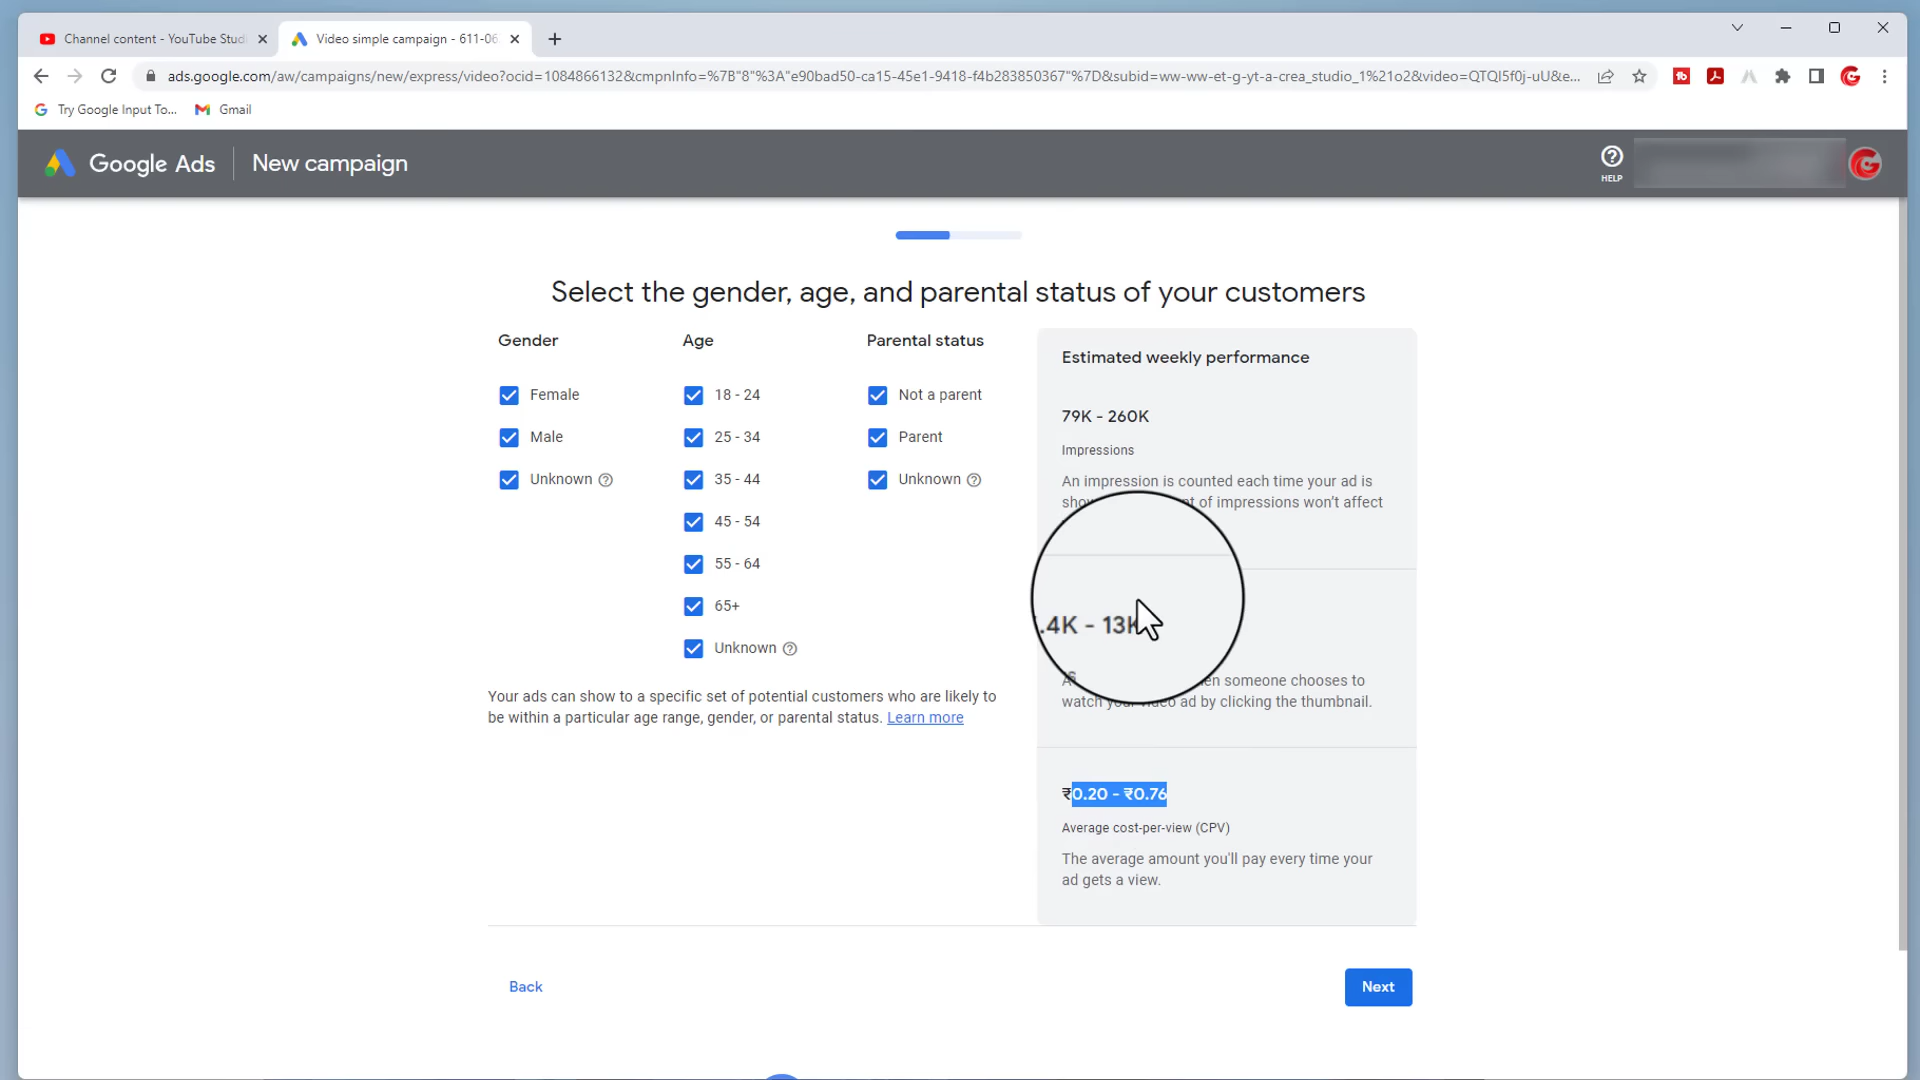 Channel content - YouTube Stud
Video simple campaign - 611-06
ads.google.com/aw/campaigns/new/express/video?ocid=1084866132&cmpnInfo=%7B"8"%3A"e90bad50-ca15-45e1-9418-f4b283850367"%7D&subid=ww-ww-et-g-yt-a-crea_studio_1%21o2&video=QTQI5f0j-uU&e...
Try Google Input To...
Gmail
Google Ads
New campaign
HELP
Select the gender, age, and parental status of your customers
Gender
Female
Male
Unknown
Age
18 - 24
25 - 34
35 - 44
45 - 54
55 - 64
65+
Unknown
Parental status
Not a parent
Parent
Unknown
Your ads can show to a specific set of potential customers who are likely to
be within a particular age range, gender, or parental status. Learn more
Estimated weekly performance
79K - 260K
Impressions
An impression is counted each time your ad is
of impressions won't affect
.4K - 13K
someone chooses to
watch your video ad by clicking the thumbnail.
₹0.20 - ₹0.76
Average cost-per-view (CPV)
The average amount you'll pay every time your
ad gets a view.
Back
Next